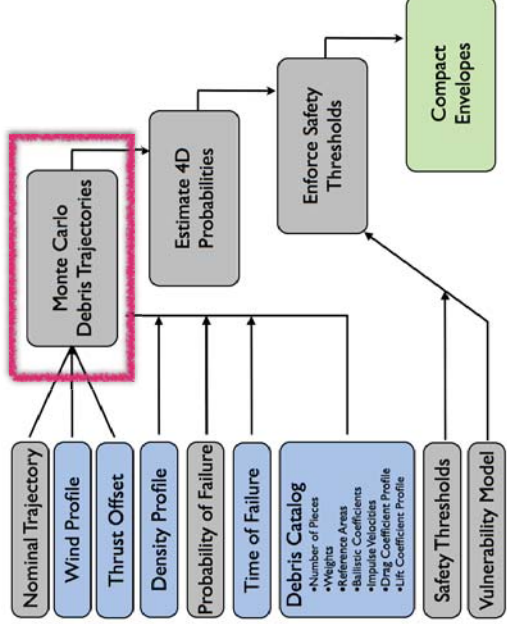 Nominal Trajectory
Wind Profile
Thrust Offset
Density Profile
Probability of Failure
Time of Failure
Debris Catalog
•Number of Pieces
•Weights
•Reference Areas
•Ballistic Coefficients
•Impulse Velocities
•Drag Coefficient Profile
•Lift Coefficient Profile
Safety Thresholds
Vulnerability Model
Monte Carlo
Debris Trajectories
Estimate 4D
Probabilities
Enforce Safety
Thresholds
Compact
Envelopes